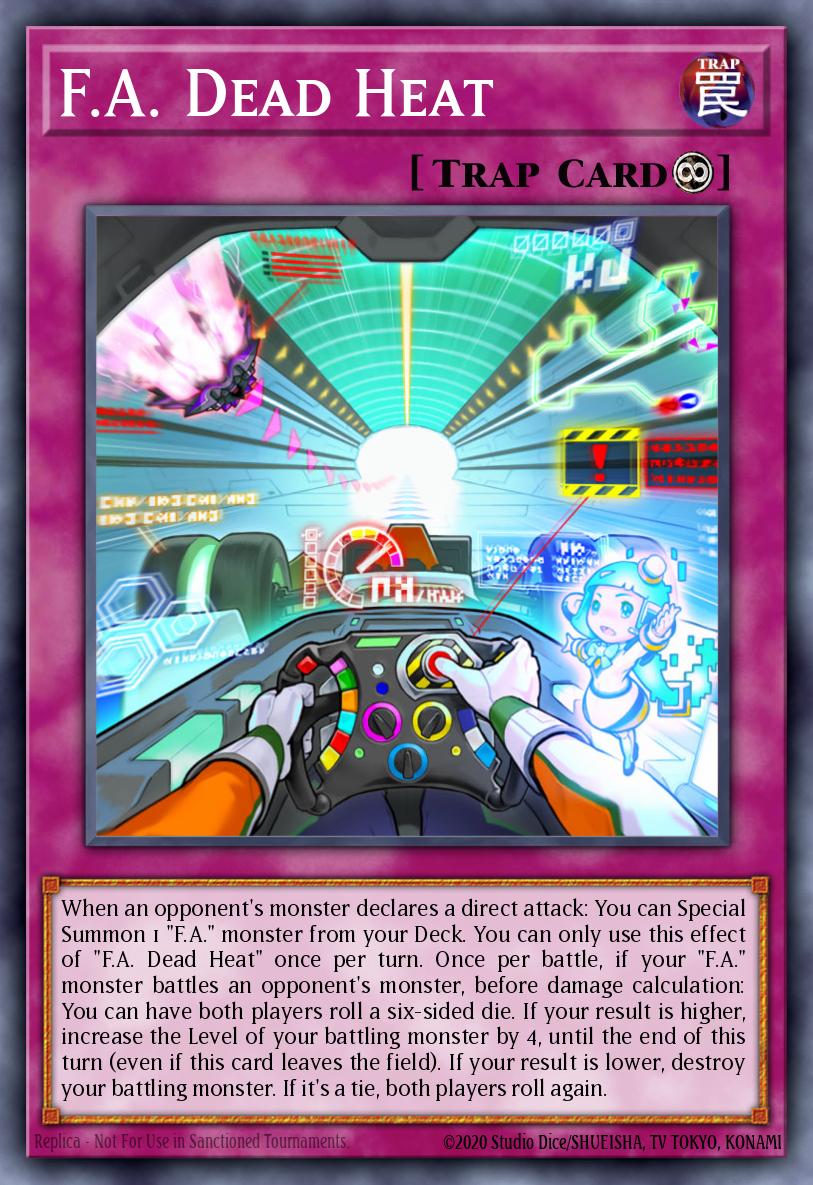 F.A. Dead Heat
TRAP
罠
[Trap Card]
When an opponent's monster declares a direct attack: You can Special
Summon 1 "F.A." monster from your Deck. You can only use this effect
of "F.A. Dead Heat" once per turn. Once per battle, if your "F.A."
monster battles an opponent's monster, before damage calculation:
You can have both players roll a six-sided die. If your result is higher,
increase the Level of your battling monster by 4, until the end of this
turn (even if this card leaves the field). If your result is lower, destroy
your battling monster. If it's a tie, both players roll again.
Replica - Not For Use in Sanctioned Tournaments.
©2020 Studio Dice/SHUEISHA, TV TOKYO, KONAMI